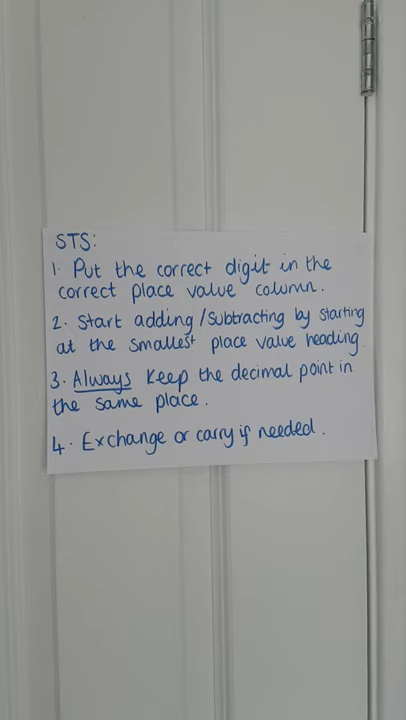 STS:
1. Put the correct digit in the
correct place value column.
2. Start adding/subtracting by starting
at the smallest place value heading.
3. Always keep the decimal point in
the same place.
4. Exchange or carry if needed.